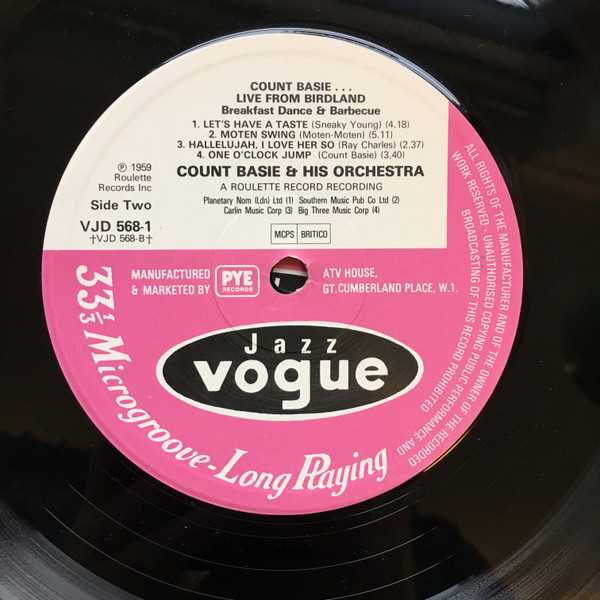 COUNT BASIE . . .
LIVE FROM BIRDLAND
Breakfast Dance & Barbecue
1. LET'S HAVE A TASTE (Sneaky Young) (4.18)
2. MOTEN SWING (Moten-Moten) (5.11)
3. HALLELUJAH, I LOVE HER SO (Ray Charles) (2.37)
4. ONE O'CLOCK JUMP (Count Basie) (3.40)
COUNT BASIE & HIS ORCHESTRA
A ROULETTE RECORD RECORDING
Planetary Nom (Ldn) Ltd (1) Southern Music Pub Co Ltd (2)
Carlin Music Corp (3) Big Three Music Corp (4)
℗ 1959
Roulette
Records Inc
Side Two
VJD 568-1
†VJD 568-B†
MCPS BRITICO
MANUFACTURED
& MARKETED BY
PYE
RECORDS
ATV HOUSE,
GT. CUMBERLAND PLACE, W.1.
Jazz
vogue
33 1/3 Microgroove-Long Playing
ALL RIGHTS OF THE MANUFACTURER AND OF THE OWNER OF THE RECORDED
WORK RESERVED · UNAUTHORISED COPYING PUBLIC PERFORMANCE AND
BROADCASTING OF THIS RECORD PROHIBITED